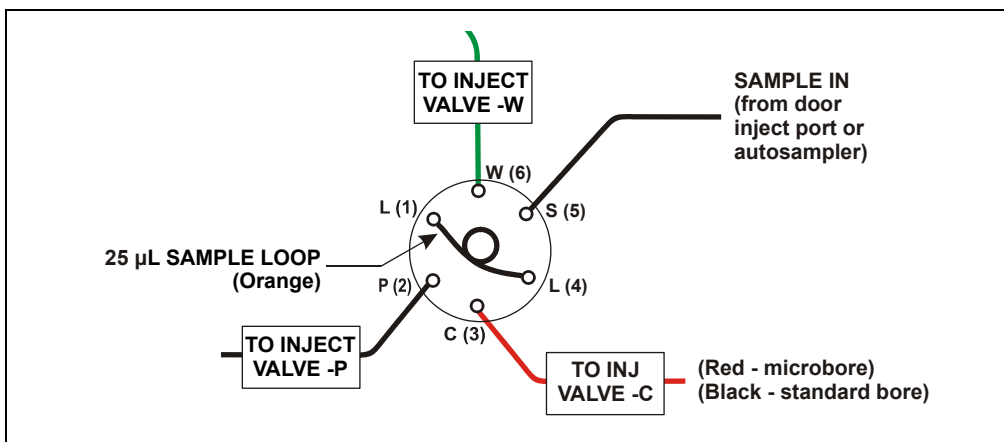 TO INJECT
VALVE -W
SAMPLE IN
(from door
inject port or
autosampler)
W (6)
L (1)
S (5)
25 µL SAMPLE LOOP
(Orange)
P (2)
L (4)
C (3)
TO INJECT
VALVE -P
TO INJ
VALVE -C
(Red - microbore)
(Black - standard bore)